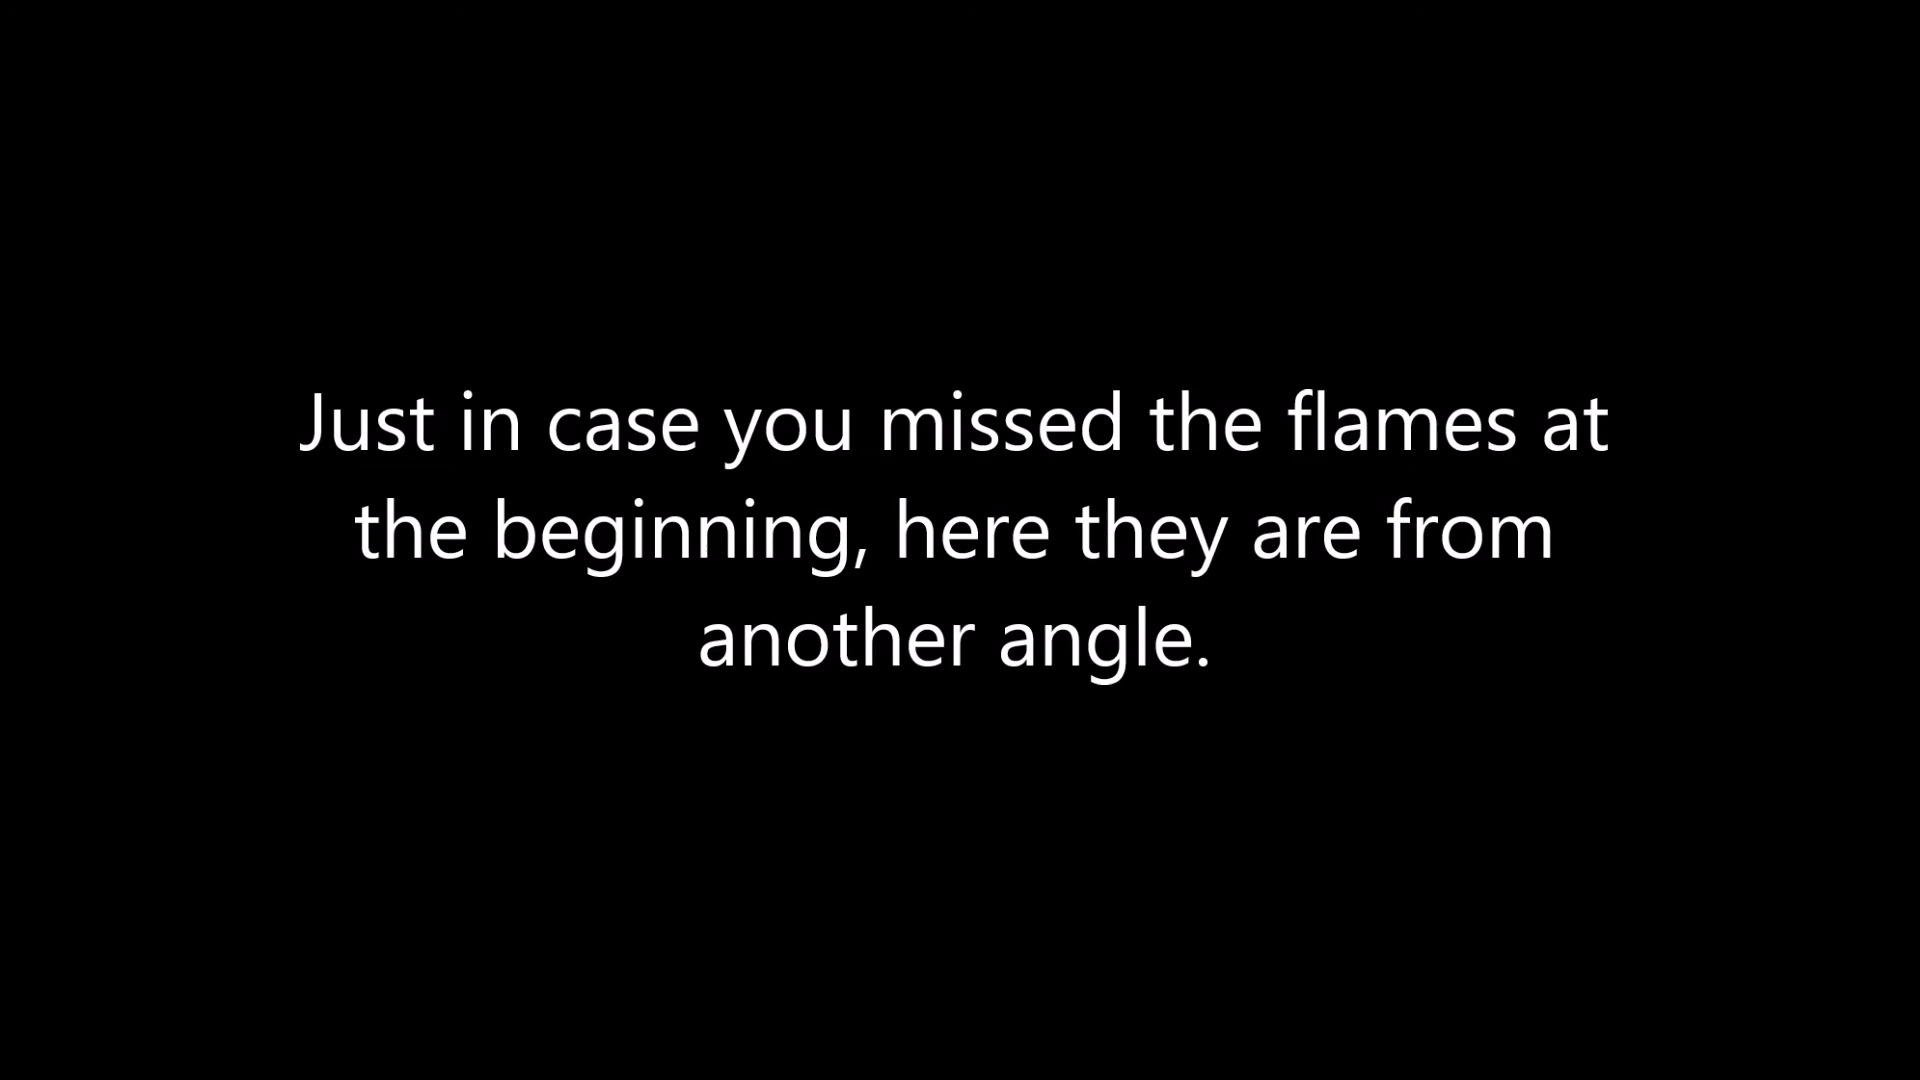 Just in case you missed the flames at
the beginning, here they are from
another angle.